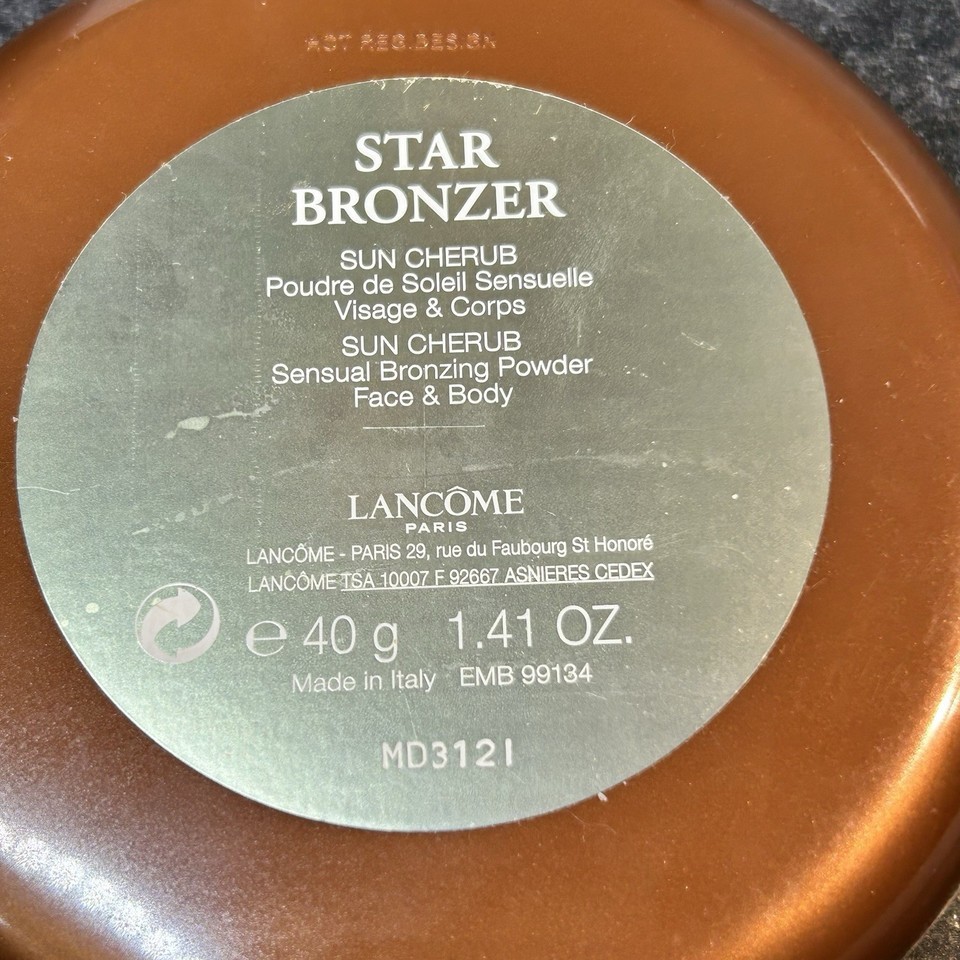 STAR
BRONZER
SUN CHERUB
Poudre de Soleil Sensuelle
Visage & Corps
SUN CHERUB
Sensual Bronzing Powder
Face & Body
LANCÔME
PARIS
LANCÔME - PARIS 29, rue du Faubourg St Honoré
LANCÔME TSA 10007 F 92667 ASNIERES CEDEX
℮ 40 g 1.41 OZ.
Made in Italy EMB 99134
MD312I